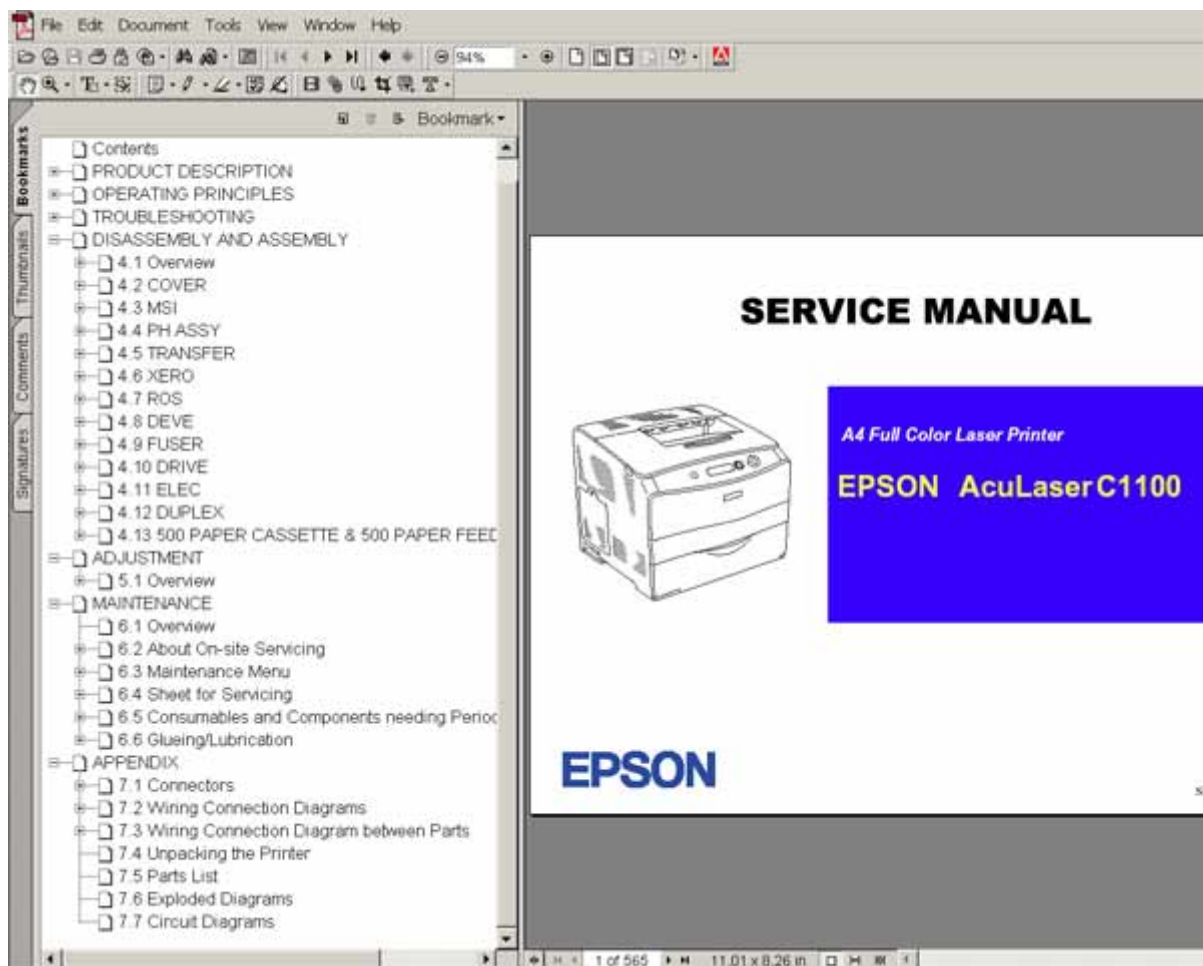 File Edit Document Tools View Window Help
94%
Bookmark
Bookmarks
Thumbnails
Comments
Signatures
Contents
PRODUCT DESCRIPTION
OPERATING PRINCIPLES
TROUBLESHOOTING
DISASSEMBLY AND ASSEMBLY
4.1 Overview
4.2 COVER
4.3 MSI
4.4 PH ASSY
4.5 TRANSFER
4.6 XERO
4.7 ROS
4.8 DEVE
4.9 FUSER
4.10 DRIVE
4.11 ELEC
4.12 DUPLEX
4.13 500 PAPER CASSETTE & 500 PAPER FEED
ADJUSTMENT
5.1 Overview
MAINTENANCE
6.1 Overview
6.2 About On-site Servicing
6.3 Maintenance Menu
6.4 Sheet for Servicing
6.5 Consumables and Components needing Perio
6.6 Glueing/Lubrication
APPENDIX
7.1 Connectors
7.2 Wiring Connection Diagrams
7.3 Wiring Connection Diagram between Parts
7.4 Unpacking the Printer
7.5 Parts List
7.6 Exploded Diagrams
7.7 Circuit Diagrams
SERVICE MANUAL
A4 Full Color Laser Printer
EPSON AcuLaser C1100
EPSON
1 of 565
11.01 x 8.26 in